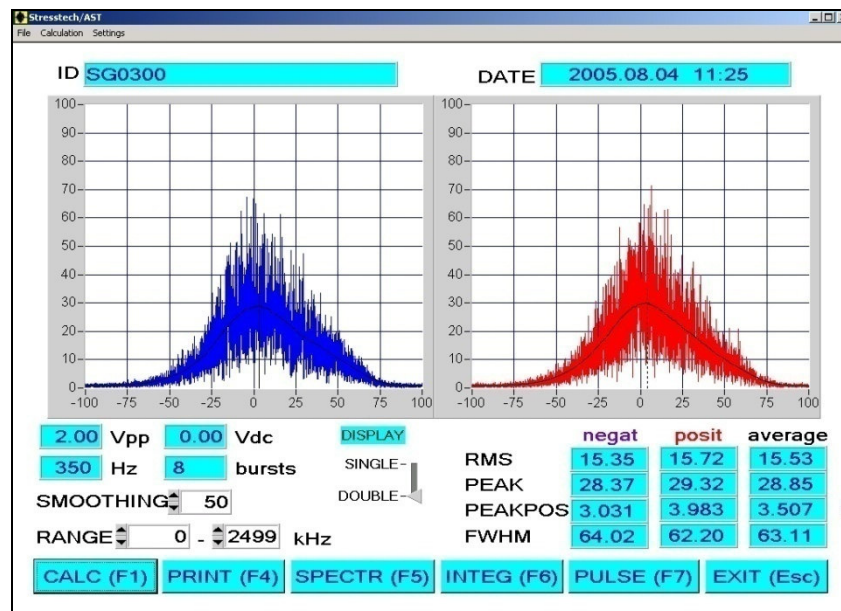 Stresstech/AST
File Calculation Settings
ID SG0300 DATE 2005.08.04 11:25
100 100
90 90
80 80
70 70
60 60
50 50
40 40
30 30
20 20
10 10
0 0
-100 -75 -50 -25 0 25 50 75 100 -100 -75 -50 -25 0 25 50 75 100
2.00 Vpp 0.00 Vdc DISPLAY negat posit average
350 Hz 8 bursts SINGLE RMS 15.35 15.72 15.53
PEAK 28.37 29.32 28.85
SMOOTHING 50 DOUBLE PEAKPOS 3.031 3.983 3.507
RANGE 0 - 2499 kHz FWHM 64.02 62.20 63.11
CALC (F1) PRINT (F4) SPECTR (F5) INTEG (F6) PULSE (F7) EXIT (Esc)